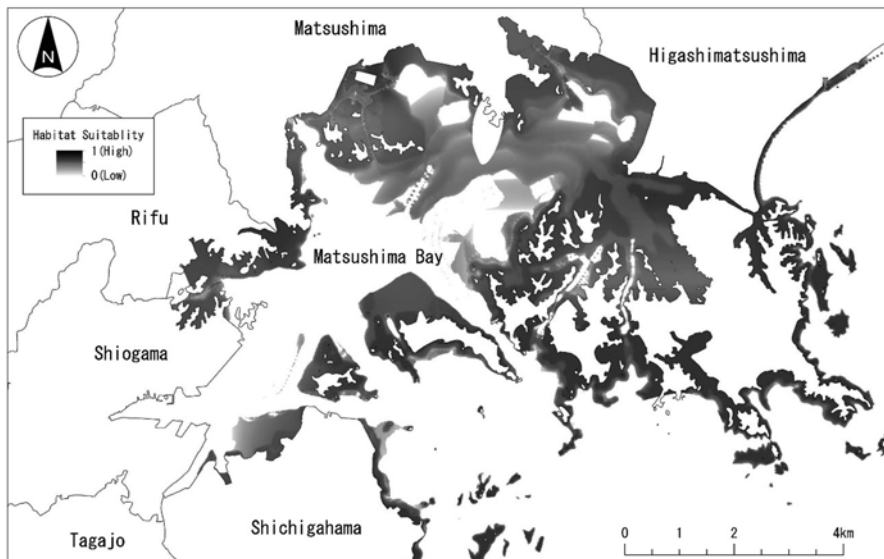 Matsushima
Higashimatsushima
N
Habitat Suitablity
1(High)
0(Low)
Rifu
Matsushima Bay
Shiogama
Tagajo
Shichigahama
0 1 2 4km